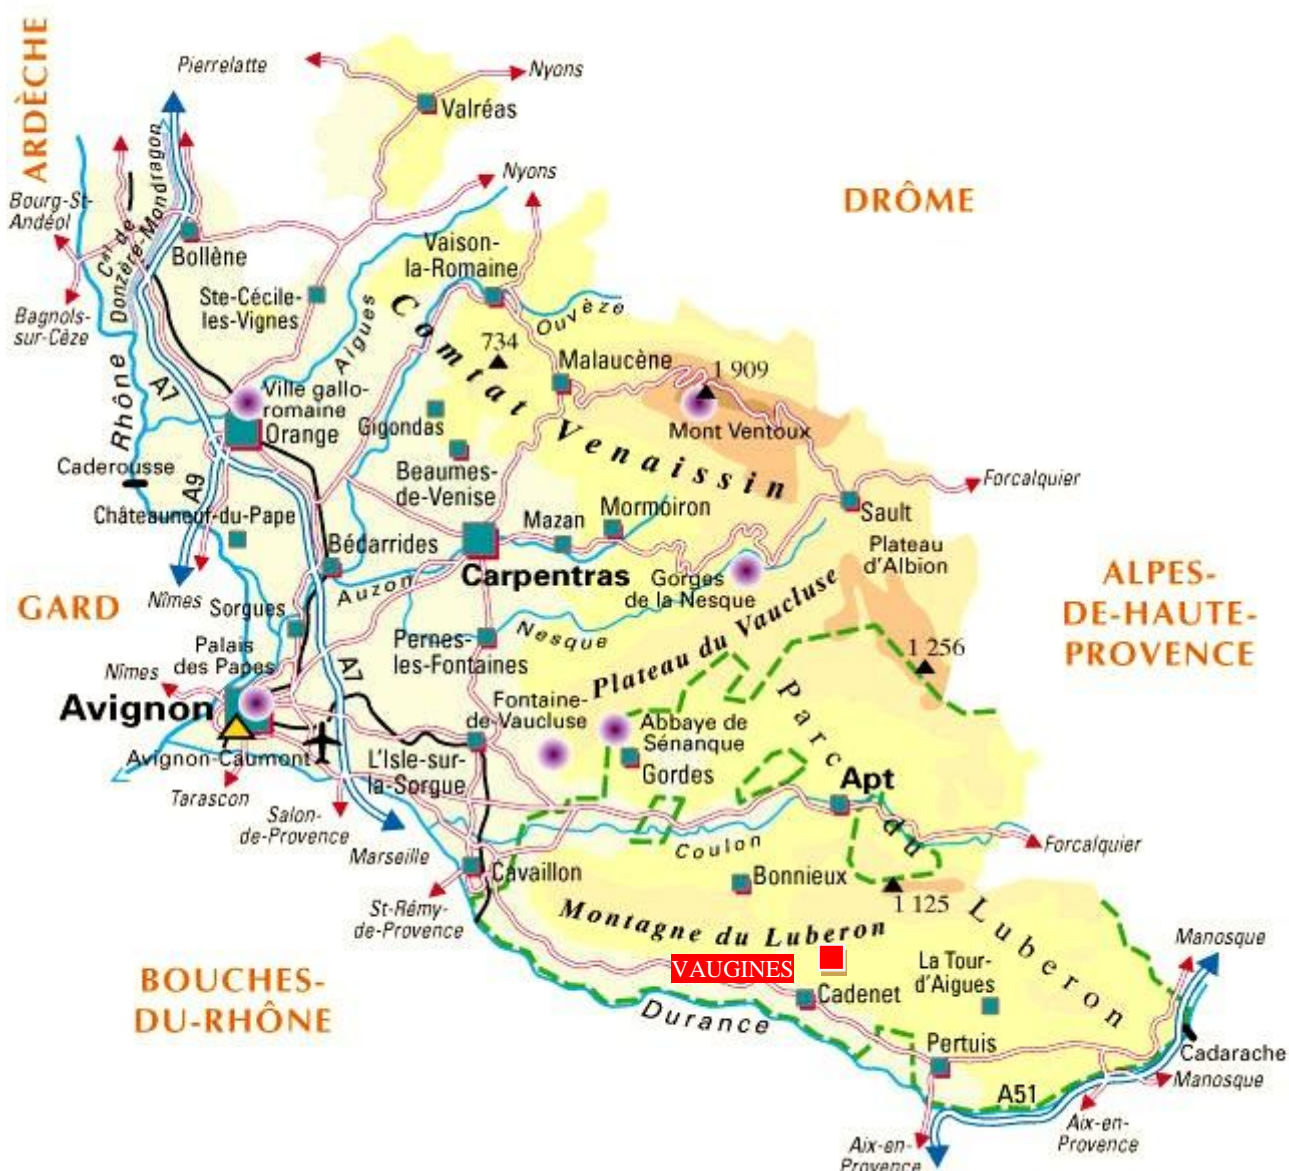 ARDÈCHE
Pierrelatte
Nyons
Valréas
Nyons
DRÔME
Bourg-St-
Andéol
Cal de
Donzère-Mondragon
Bollène
Vaison-
la-Romaine
Ste-Cécile-
les-Vignes
Bagnols-
sur-Cèze
Aigues
Ouvèze
Comtat Venaissin
734
Malaucène
1 909
Mont Ventoux
A7
Rhône
Ville gallo-
romaine
Orange
Gigondas
Beaumes-
de-Venise
Caderousse
A9
Châteauneuf-du-Pape
Mormoiron
Mazan
Forcalquier
Sault
Plateau
d'Albion
Bédarrides
Carpentras
Auzon
Gorges
de la Nesque
ALPES-
DE-HAUTE-
PROVENCE
GARD
Nîmes
Sorgues
Palais
des Papes
Nîmes
Pernes-
les-Fontaines
Nesque
Plateau du Vaucluse
1 256
A7
Avignon
Fontaine-
de-Vaucluse
Abbaye de
Sénanque
Gordes
Parc du Luberon
Avignon-Caumont
L'Isle-sur-
la-Sorgue
Apt
Tarascon
Salon-
de-Provence
Marseille
Coulon
Forcalquier
Cavaillon
Bonnieux
1 125
St-Rémy-
de-Provence
Montagne du Luberon
VAUGINES
La Tour-
d'Aigues
Manosque
BOUCHES-
DU-RHÔNE
Cadenet
Durance
Pertuis
Cadarache
Manosque
A51
Aix-en-
Provence
Aix-en-
Provence